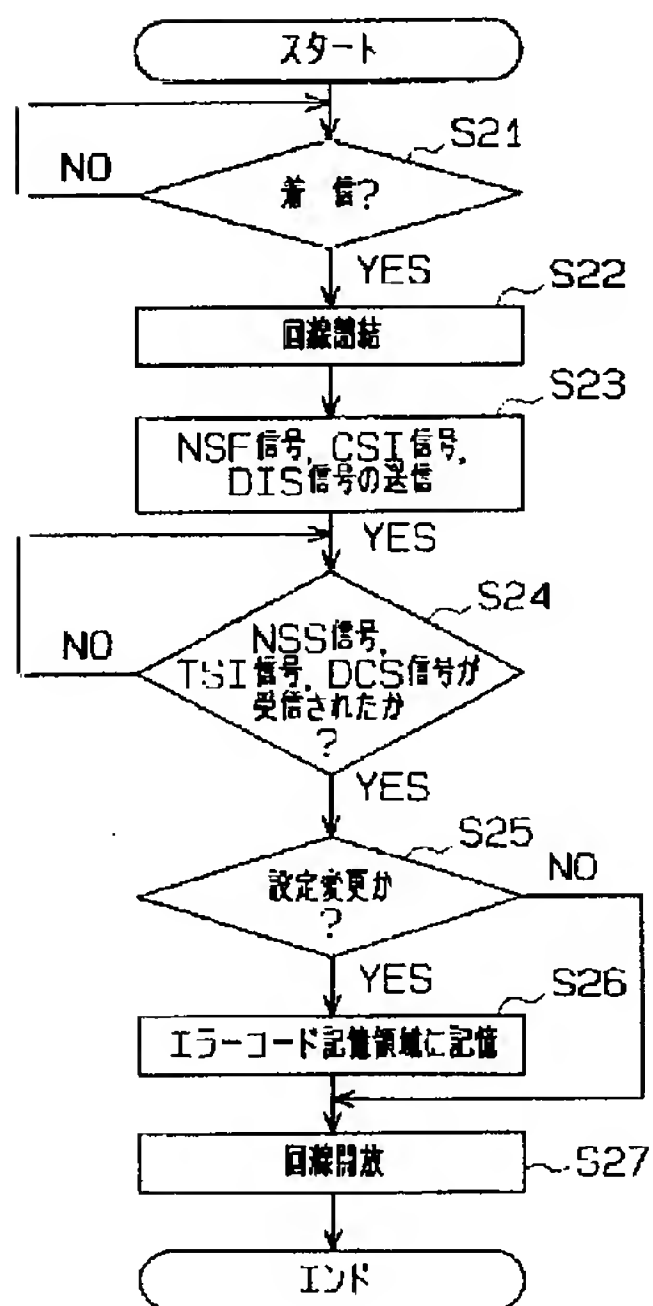 スタート
S21
NO
着信?
YES
S22
回線閉結
S23
NSF信号, CSI信号,
DIS信号の送信
YES
S24
NO
NSS信号,
TSI信号, DCS信号が
受信されたか
?
YES
S25
設定変更か
?
NO
YES
S26
エラーコード記憶領域に記憶
回線開放
S27
エンド